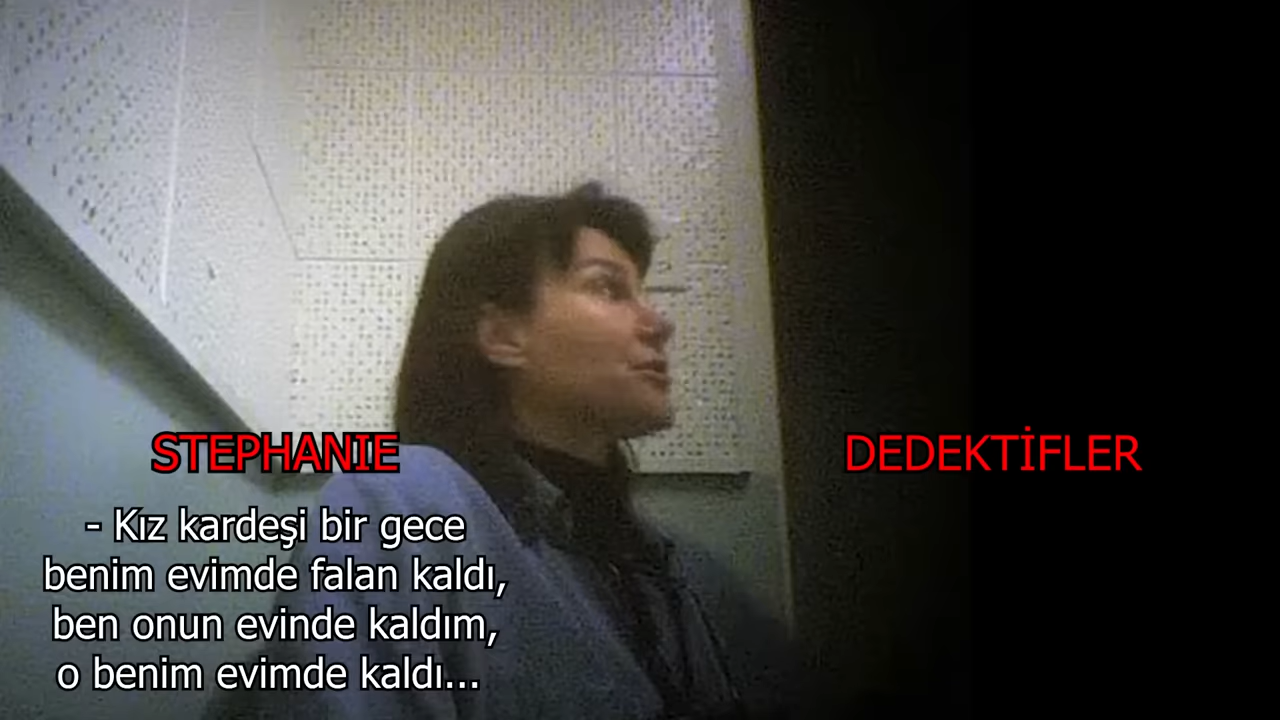 STEPHANIE
DEDEKTİFLER
- Kız kardeşi bir gece
benim evimde falan kaldı,
ben onun evinde kaldım,
o benim evimde kaldı...